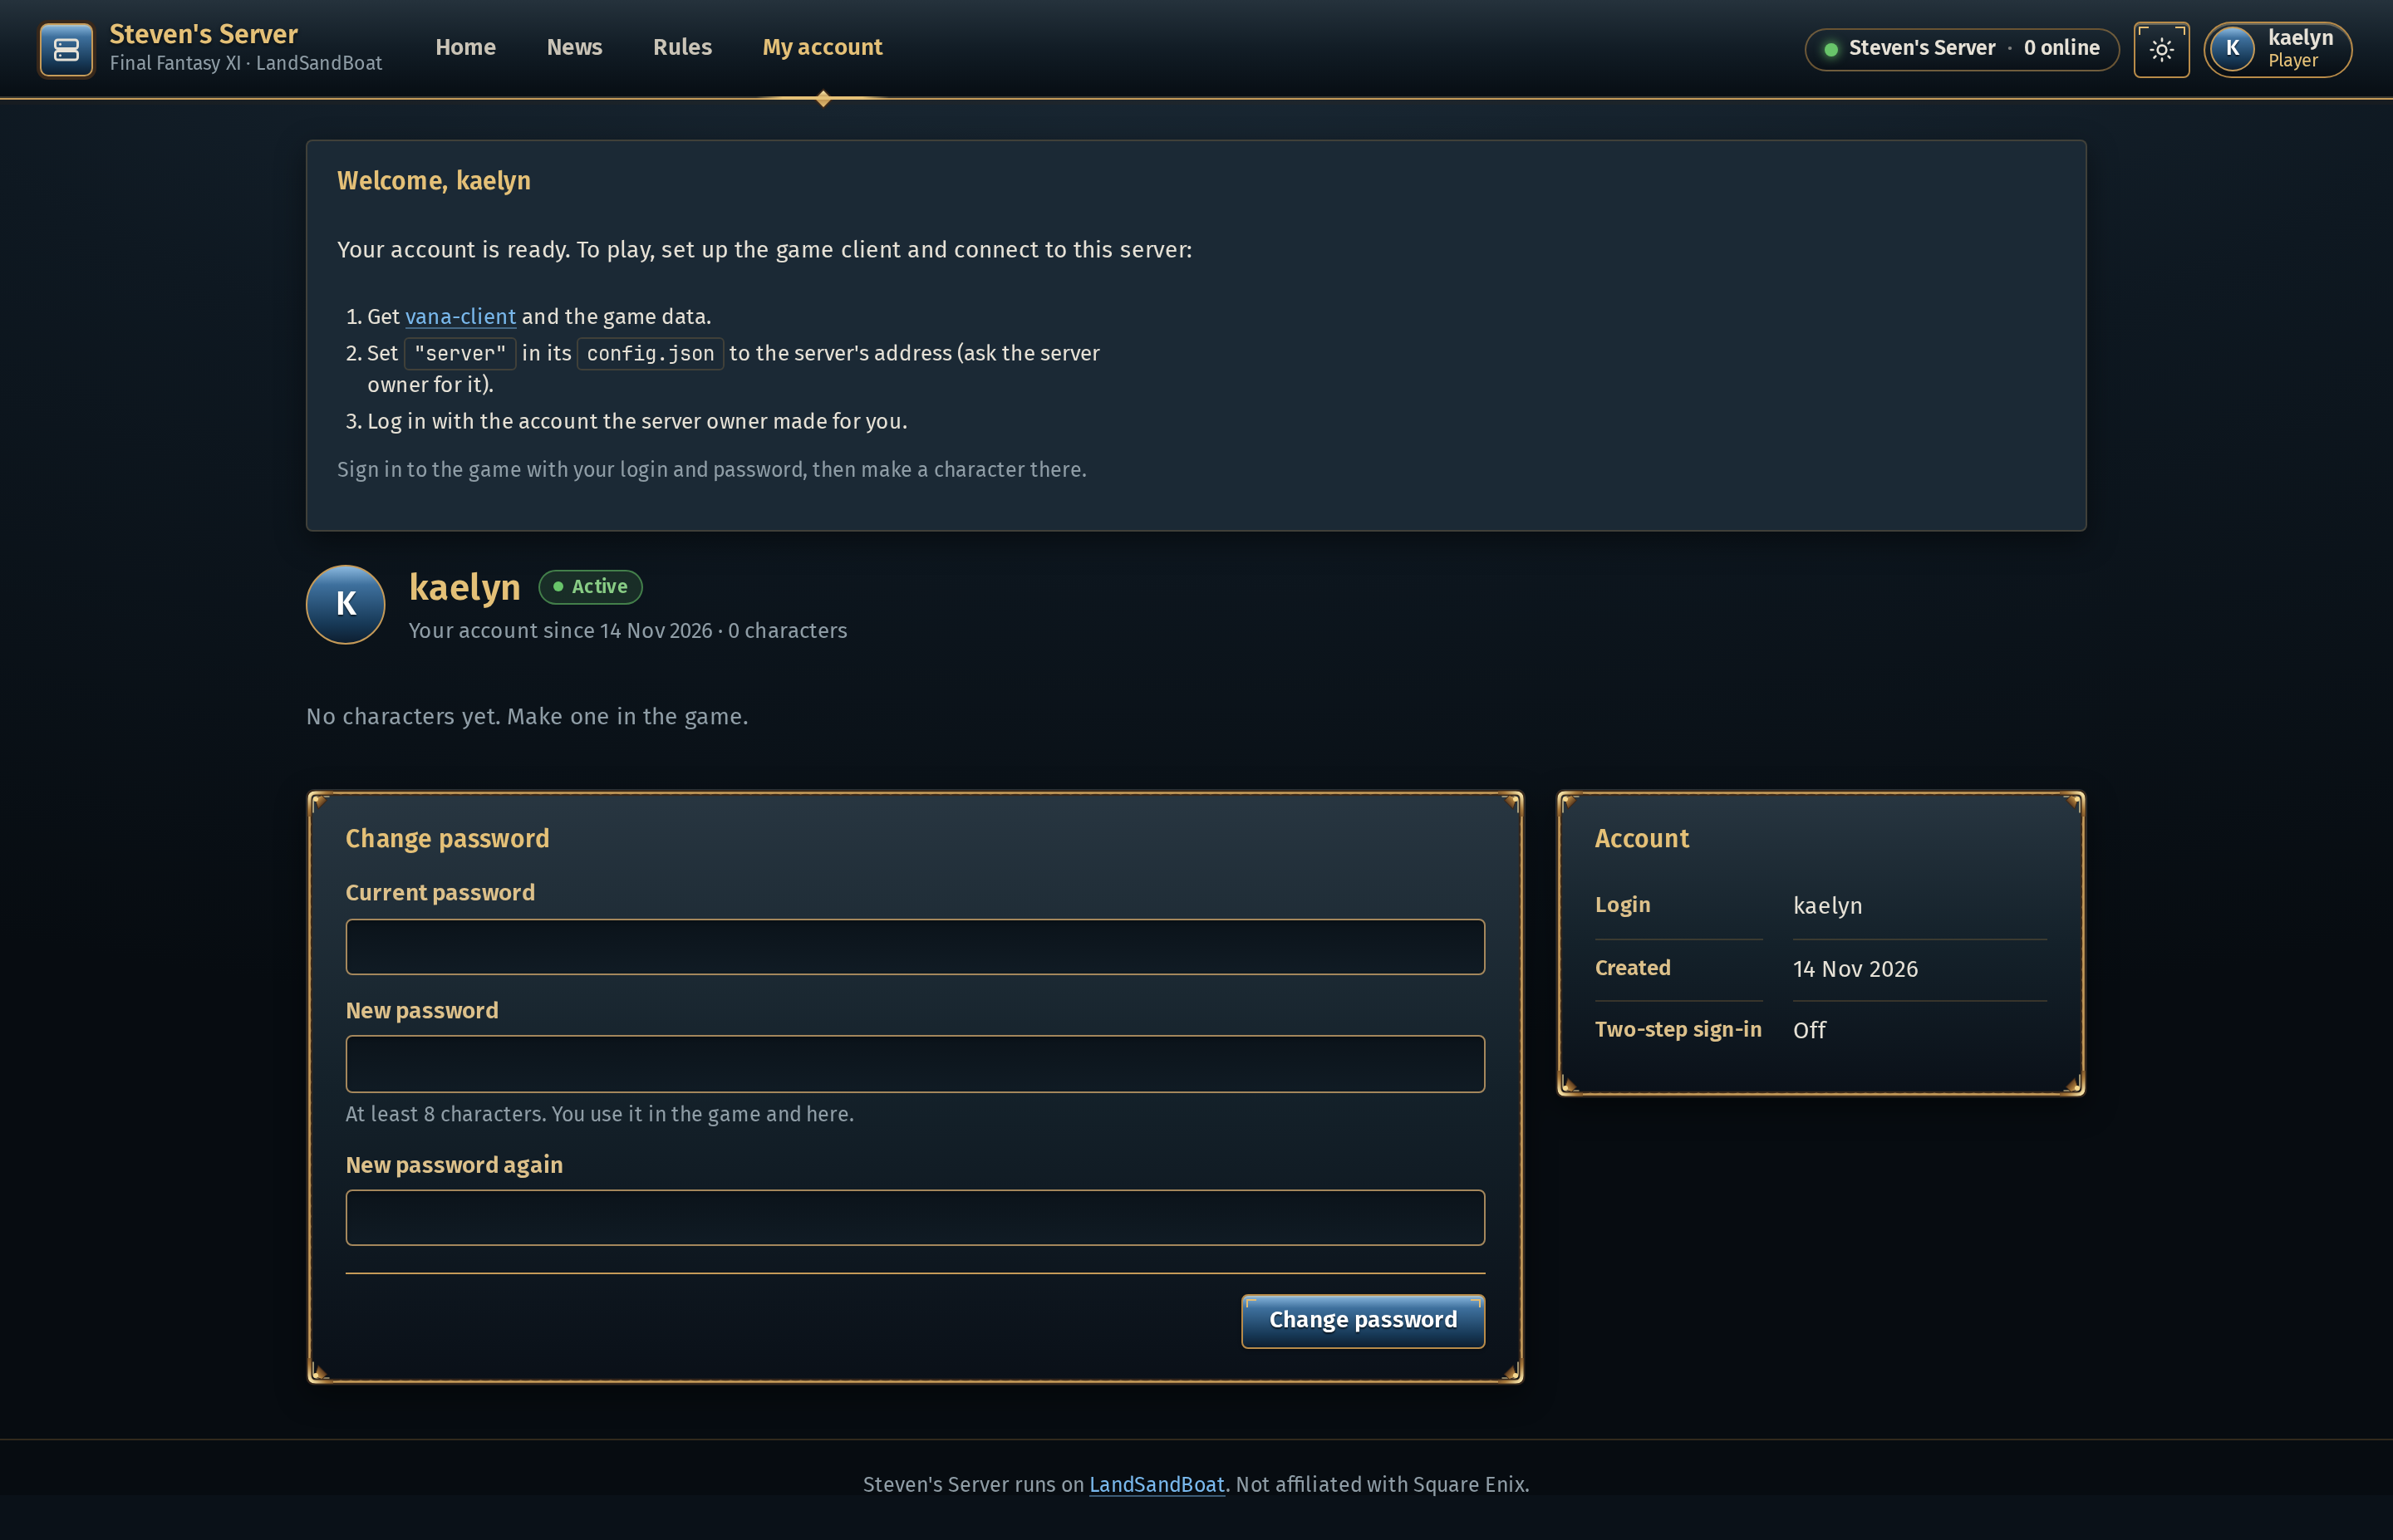 Steven's Server
Final Fantasy XI · LandSandBoat
Home
News
Rules
My account
Steven's Server · 0 online
K
kaelyn
Player
Welcome, kaelyn
Your account is ready. To play, set up the game client and connect to this server:
1. Get vana-client and the game data.
2. Set "server" in its config.json to the server's address (ask the server
owner for it).
3. Log in with the account the server owner made for you.
Sign in to the game with your login and password, then make a character there.
K
kaelyn
Active
Your account since 14 Nov 2026 · 0 characters
No characters yet. Make one in the game.
Change password
Current password
New password
At least 8 characters. You use it in the game and here.
New password again
Change password
Account
Login kaelyn
Created 14 Nov 2026
Two-step sign-in Off
Steven's Server runs on LandSandBoat. Not affiliated with Square Enix.